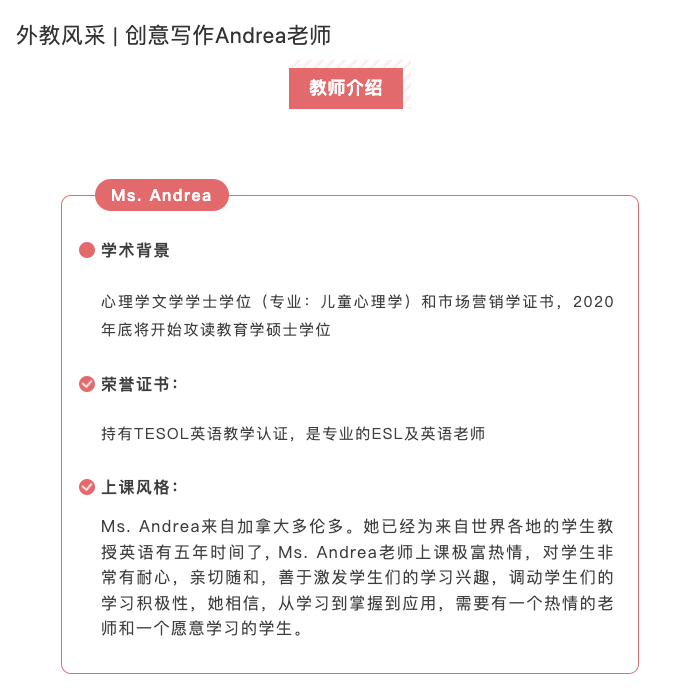 外教风采 | 创意写作Andrea老师
教师介绍
Ms. Andrea
学术背景
心理学文学学士学位（专业：儿童心理学）和市场营销学证书，2020
年底将开始攻读教育学硕士学位
荣誉证书：
持有TESOL英语教学认证，是专业的ESL及英语老师
上课风格：
Ms. Andrea来自加拿大多伦多。她已经为来自世界各地的学生教
授英语有五年时间了, Ms. Andrea老师上课极富热情，对学生非
常有耐心，亲切随和，善于激发学生们的学习兴趣，调动学生们的
学习积极性，她相信，从学习到掌握到应用，需要有一个热情的老
师和一个愿意学习的学生。